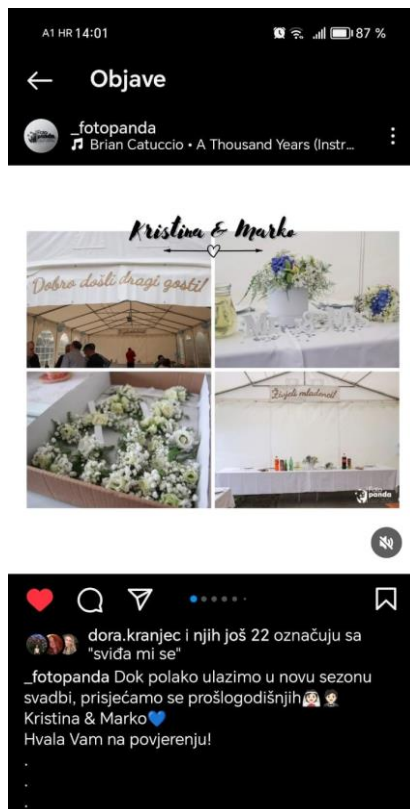 A1 HR 14:01
87 %
Objave
_fotopanda
Brian Catuccio • A Thousand Years (Instr...
Kristina & Marko
Dobro došli dragi gosti!
Živjeli mladenci!
panda
dora.kranjec i njih još 22 označuju sa
"sviđa mi se"
_fotopanda Dok polako ulazimo u novu sezonu
svadbi, prisjećamo se prošlogodišnjih👰🤵
Kristina & Marko💙
Hvala Vam na povjerenju!
.
.
.